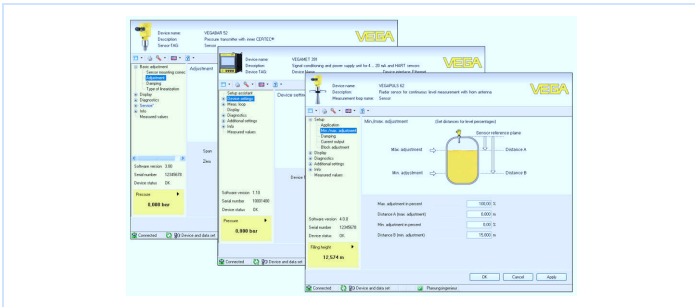 Device name VEGABAR 52
Description Pressure transmitter with inner CERTEC®
Sensor TAG Sensor
VEGA
Basic adjustment
Sensor mounting correc
Adjustment
Damping
Type of linearisation
Display
Diagnostics
Service
Info
Measured values
Adjustment
Span
Zero
Software version 3.80
Serial number 12345678
Device status OK
Pressure
0,000 bar
Connected
Device and data set
Device name VEGAMET 391
Description Signal conditioning and power supply unit for 4 ... 20 mA and HART sensors
Device TAG Device Name
Device interface: Ethernet
VEGA
Setup assistant
Device settings
Meas. loop
Display
Diagnostics
Additional settings
Info
Measured values
Device settin
Device
Software version 1.10
Serial number 10001400
Device status OK
Pressure
0,000 bar
Connected
Device and data set
Device name VEGAPULS 62
Description Radar sensor for continuous level measurement with horn antenna
Measurement loop name Sensor
VEGA
Setup
Application
Min./max. adjustment
Damping
Current output
Block adjustment
Display
Diagnostics
Additional settings
Info
Measured values
Min./max. adjustment
(Set distances for level percentages)
Sensor reference plane
Max. adjustment
Distance A
Min. adjustment
Distance B
Max. adjustment in percent 100,00 %
Distance A (max. adjustment) 0,000 m
Min. adjustment in percent 0,00 %
Distance B (min. adjustment) 15,000 m
Software version 4.0.0
Serial number 12345678
Device status OK
Filling height
12,574 m
OK
Cancel
Apply
Connected
Device and data set
Planungsingenieur